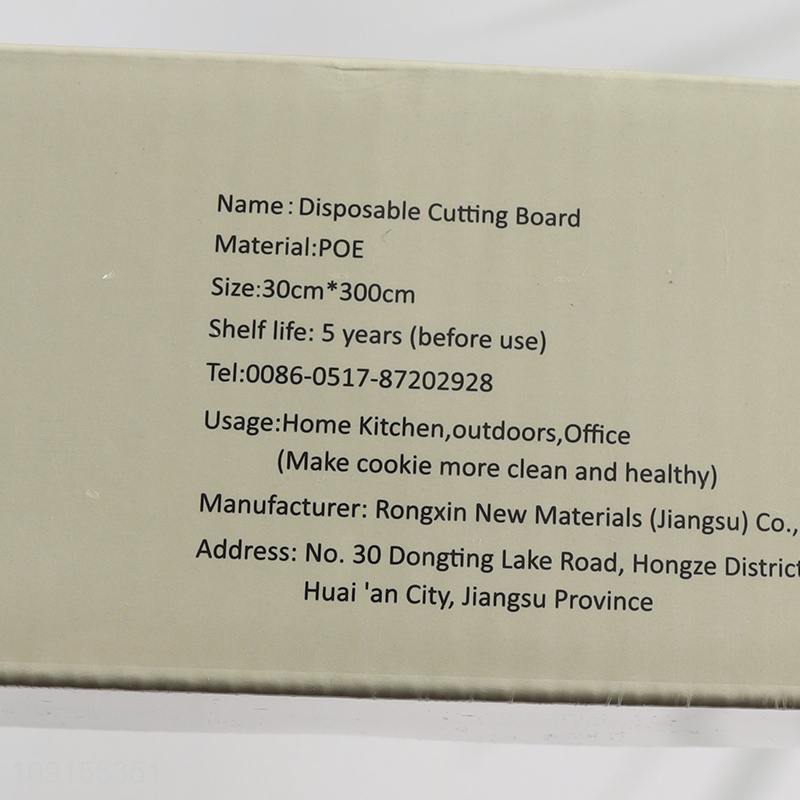 Name:Disposable Cutting Board
Material:POE
Size:30cm*300cm
Shelf life: 5 years (before use)
Tel:0086-0517-87202928
Usage:Home Kitchen,outdoors,Office
(Make cookie more clean and healthy)
Manufacturer: Rongxin New Materials (Jiangsu) Co.,
Address: No. 30 Dongting Lake Road, Hongze District
Huai 'an City, Jiangsu Province
109155351